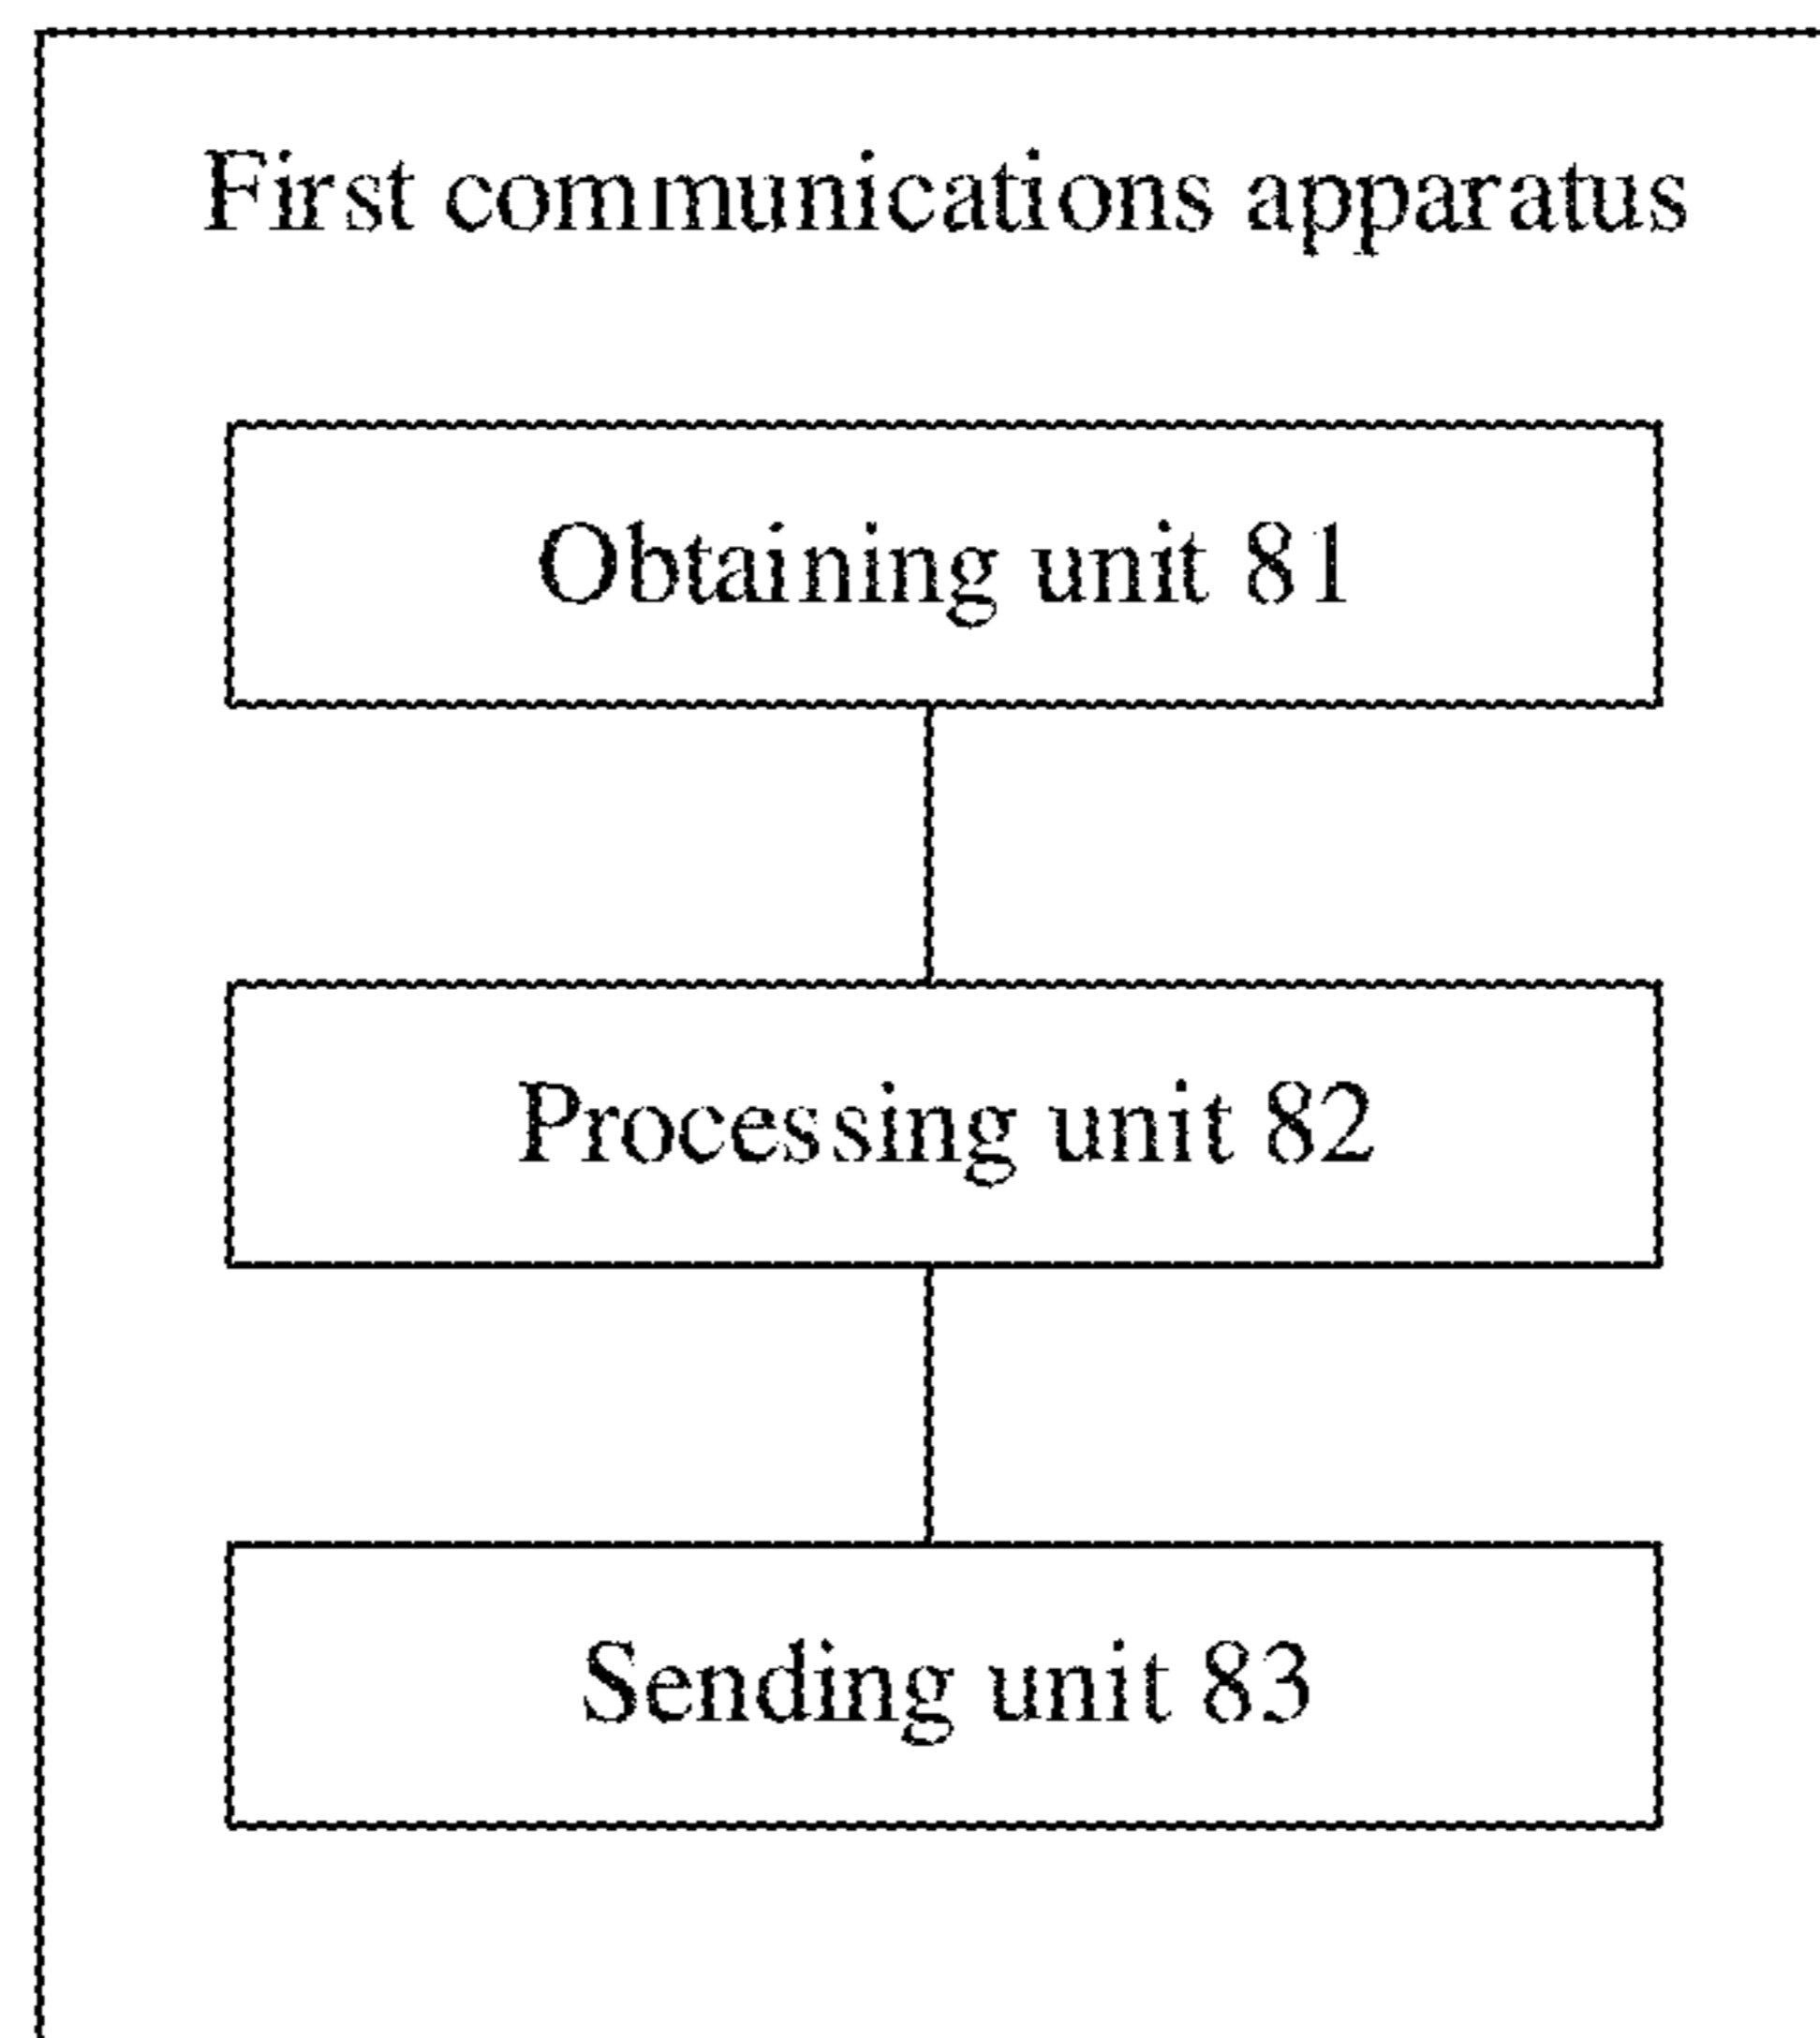 First communications apparatus
Obtaining unit 81
Processing unit 82
Sending unit 83